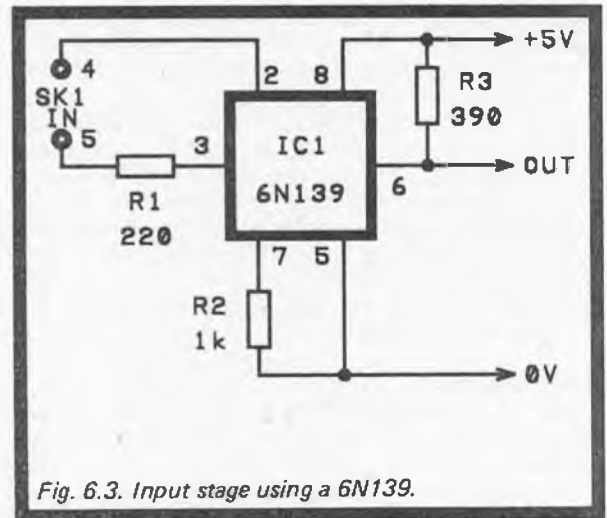 +5V
4
2
8
R3
390
SK1
IN
5
3
IC1
6N139
6
OUT
R1
220
7
5
R2
1k
0V
Fig. 6.3. Input stage using a 6N139.